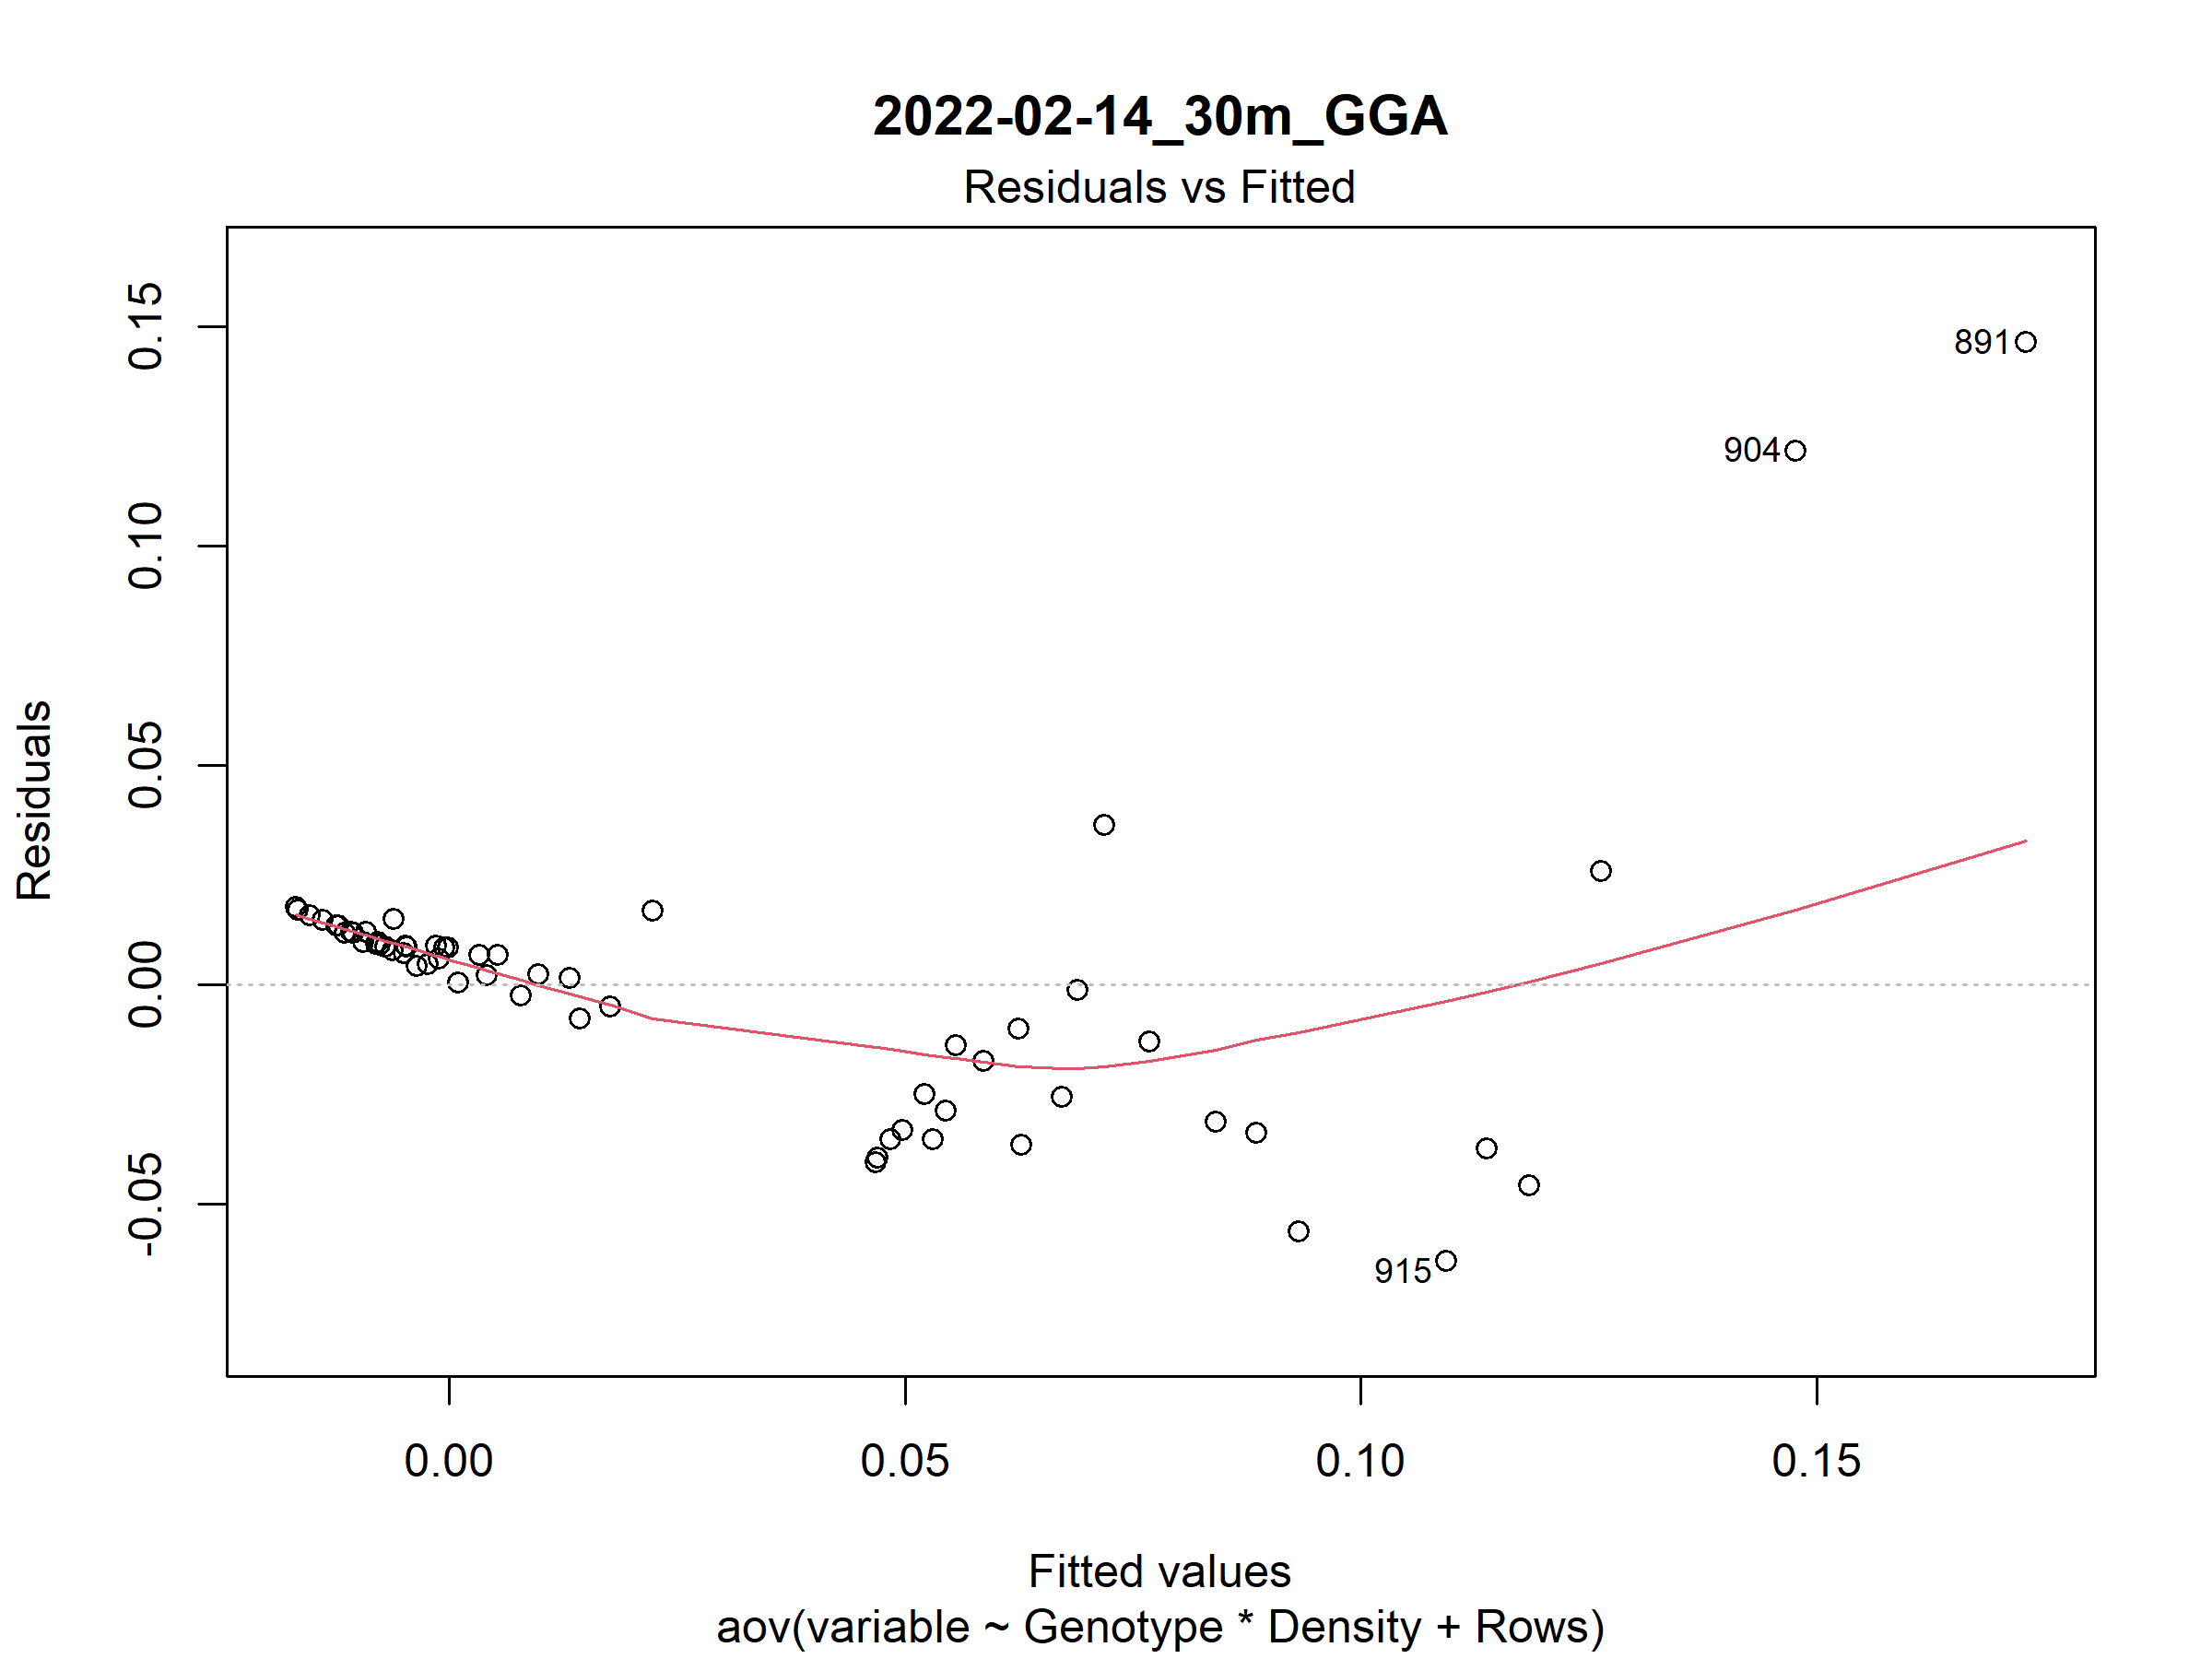 2022-02-14_30m_GGA
Residuals vs Fitted
0.15
0.10
0.05
0.00
-0.05
Residuals
891
904
915
0.00 0.05 0.10 0.15
Fitted values
aov(variable ~ Genotype * Density + Rows)